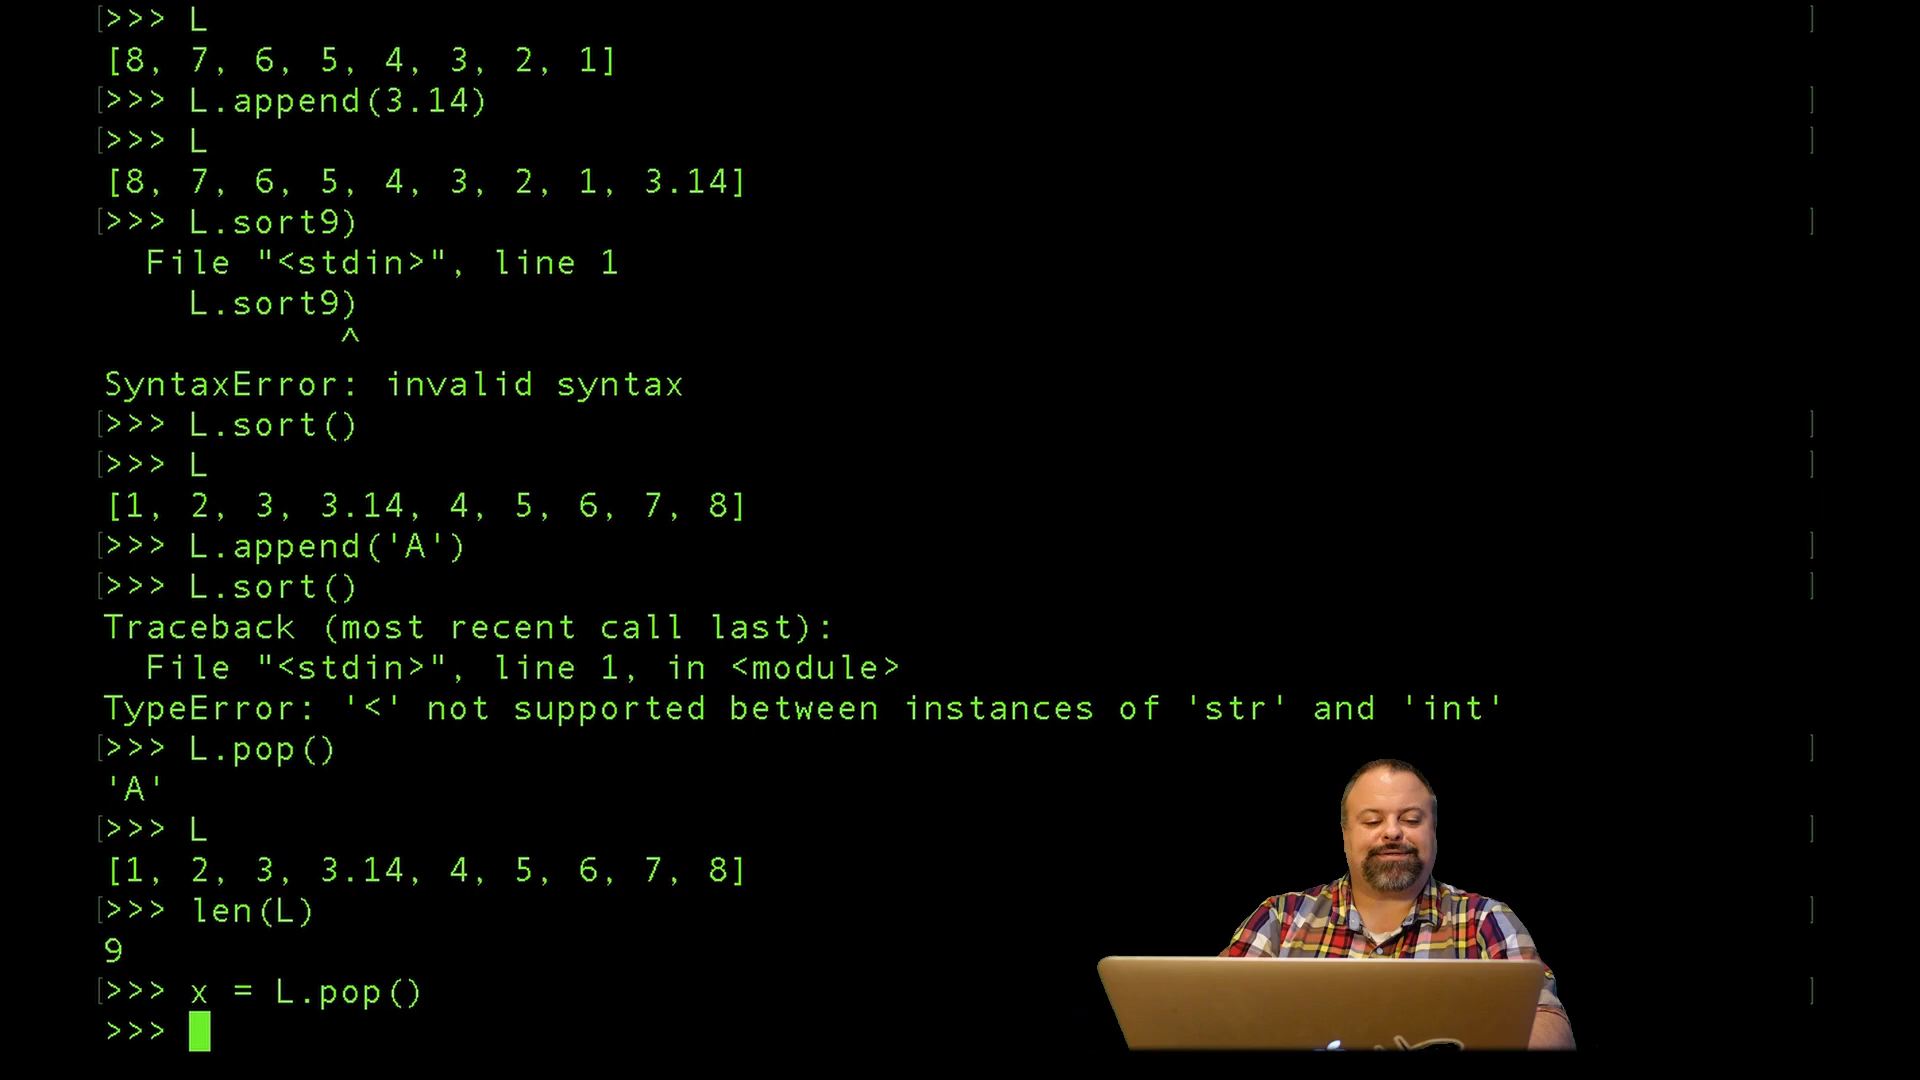 >>> L
[8, 7, 6, 5, 4, 3, 2, 1]
>>> L.append(3.14)
>>> L
[8, 7, 6, 5, 4, 3, 2, 1, 3.14]
>>> L.sort9)
  File "<stdin>", line 1
    L.sort9)
           ^
SyntaxError: invalid syntax
>>> L.sort()
>>> L
[1, 2, 3, 3.14, 4, 5, 6, 7, 8]
>>> L.append('A')
>>> L.sort()
Traceback (most recent call last):
  File "<stdin>", line 1, in <module>
TypeError: '<' not supported between instances of 'str' and 'int'
>>> L.pop()
'A'
>>> L
[1, 2, 3, 3.14, 4, 5, 6, 7, 8]
>>> len(L)
9
>>> x = L.pop()
>>>